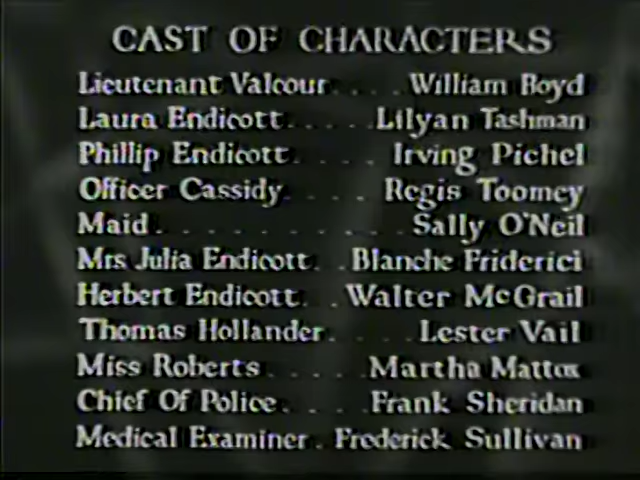 CAST OF CHARACTERS
Lieutenant Valcour . . . . William Boyd
Laura Endicott . . . . . Lilyan Tashman
Phillip Endicott . . . . . Irving Pichel
Officer Cassidy . . . . Regis Toomey
Maid . . . . . . . . . . Sally O'Neil
Mrs Julia Endicott . . Blanche Friderici
Herbert Endicott . . Walter McGrail
Thomas Hollander . . . . Lester Vail
Miss Roberts . . . . . Martha Mattox
Chief Of Police . . . . Frank Sheridan
Medical Examiner . Frederick Sullivan